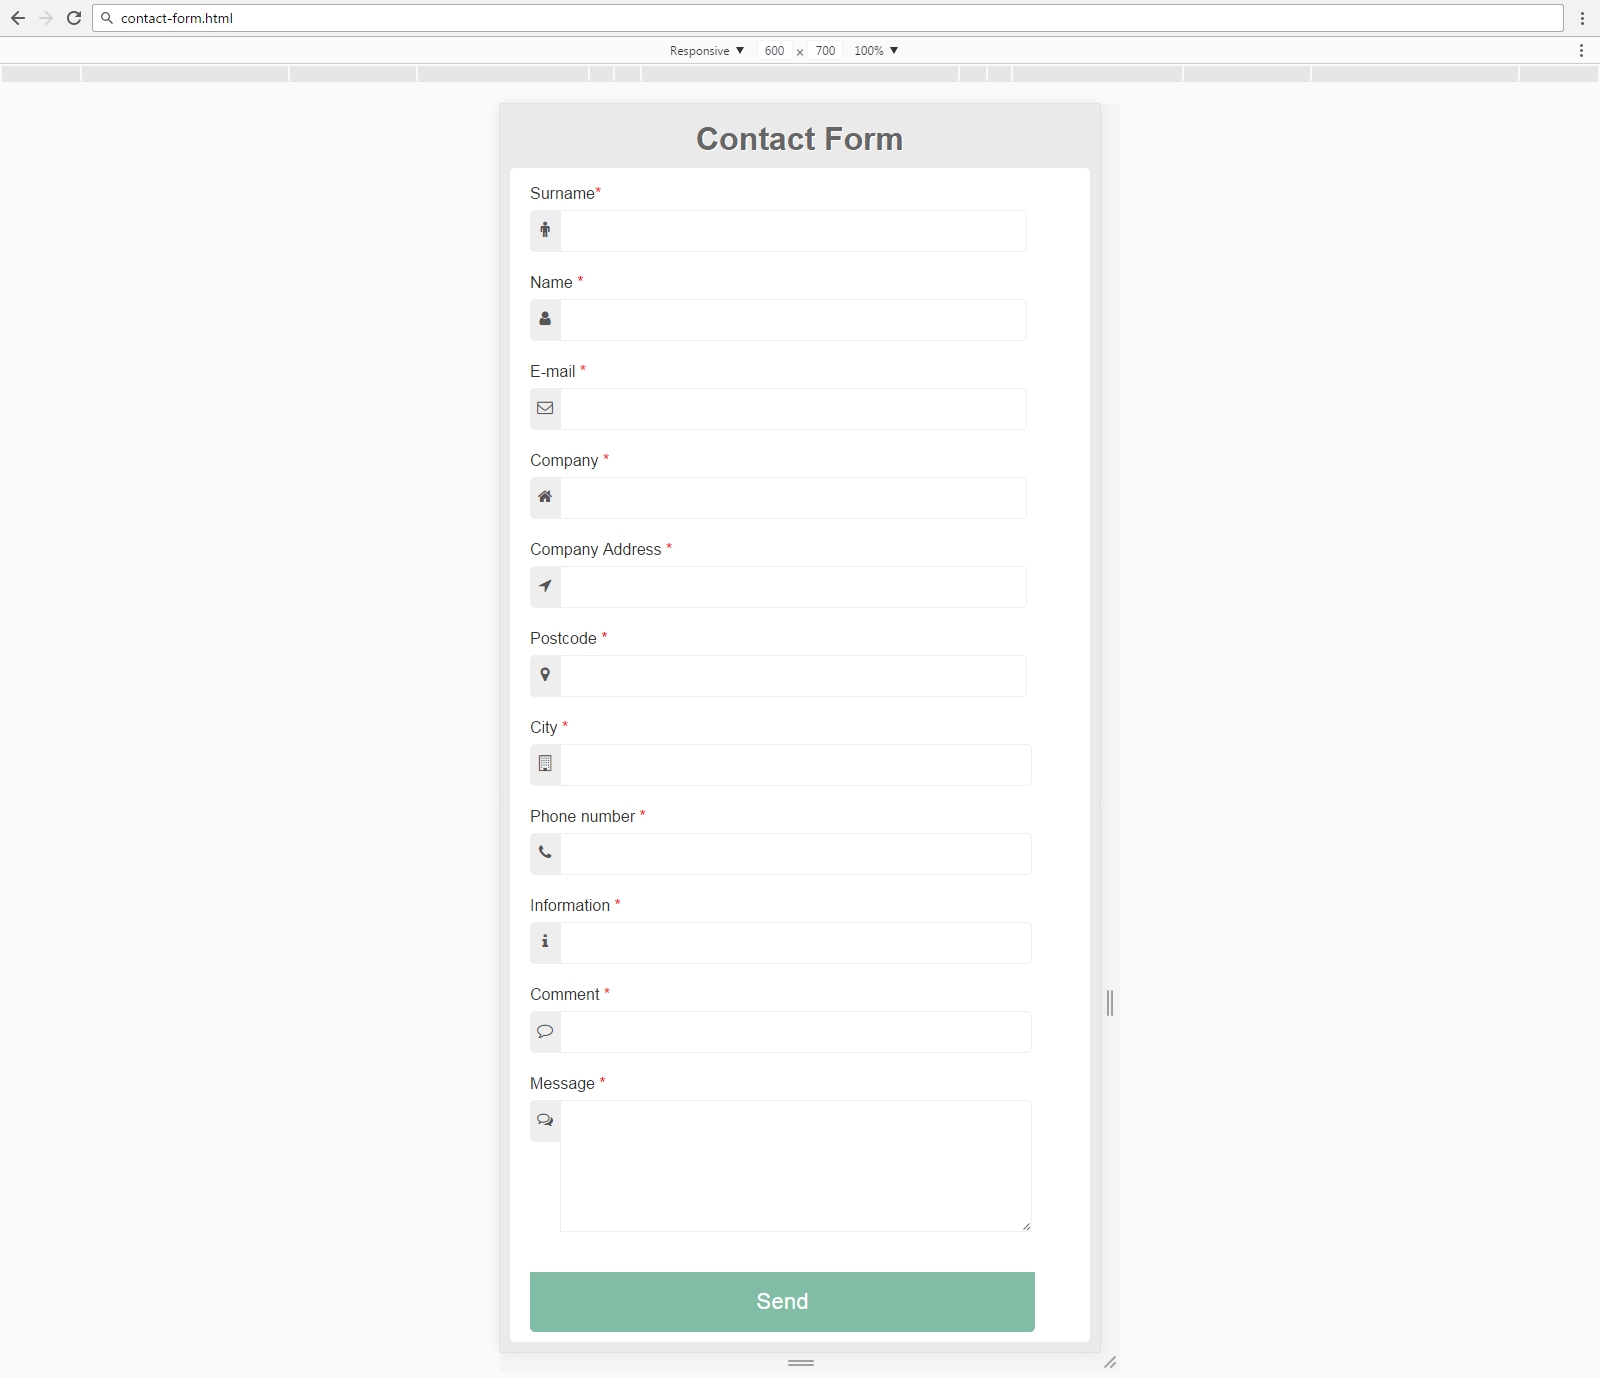 contact-form.html
Responsive ▼ 600 × 700 100% ▼
Contact Form
Surname*
Name *
E-mail *
Company *
Company Address *
Postcode *
City *
Phone number *
Information *
Comment *
Message *
Send